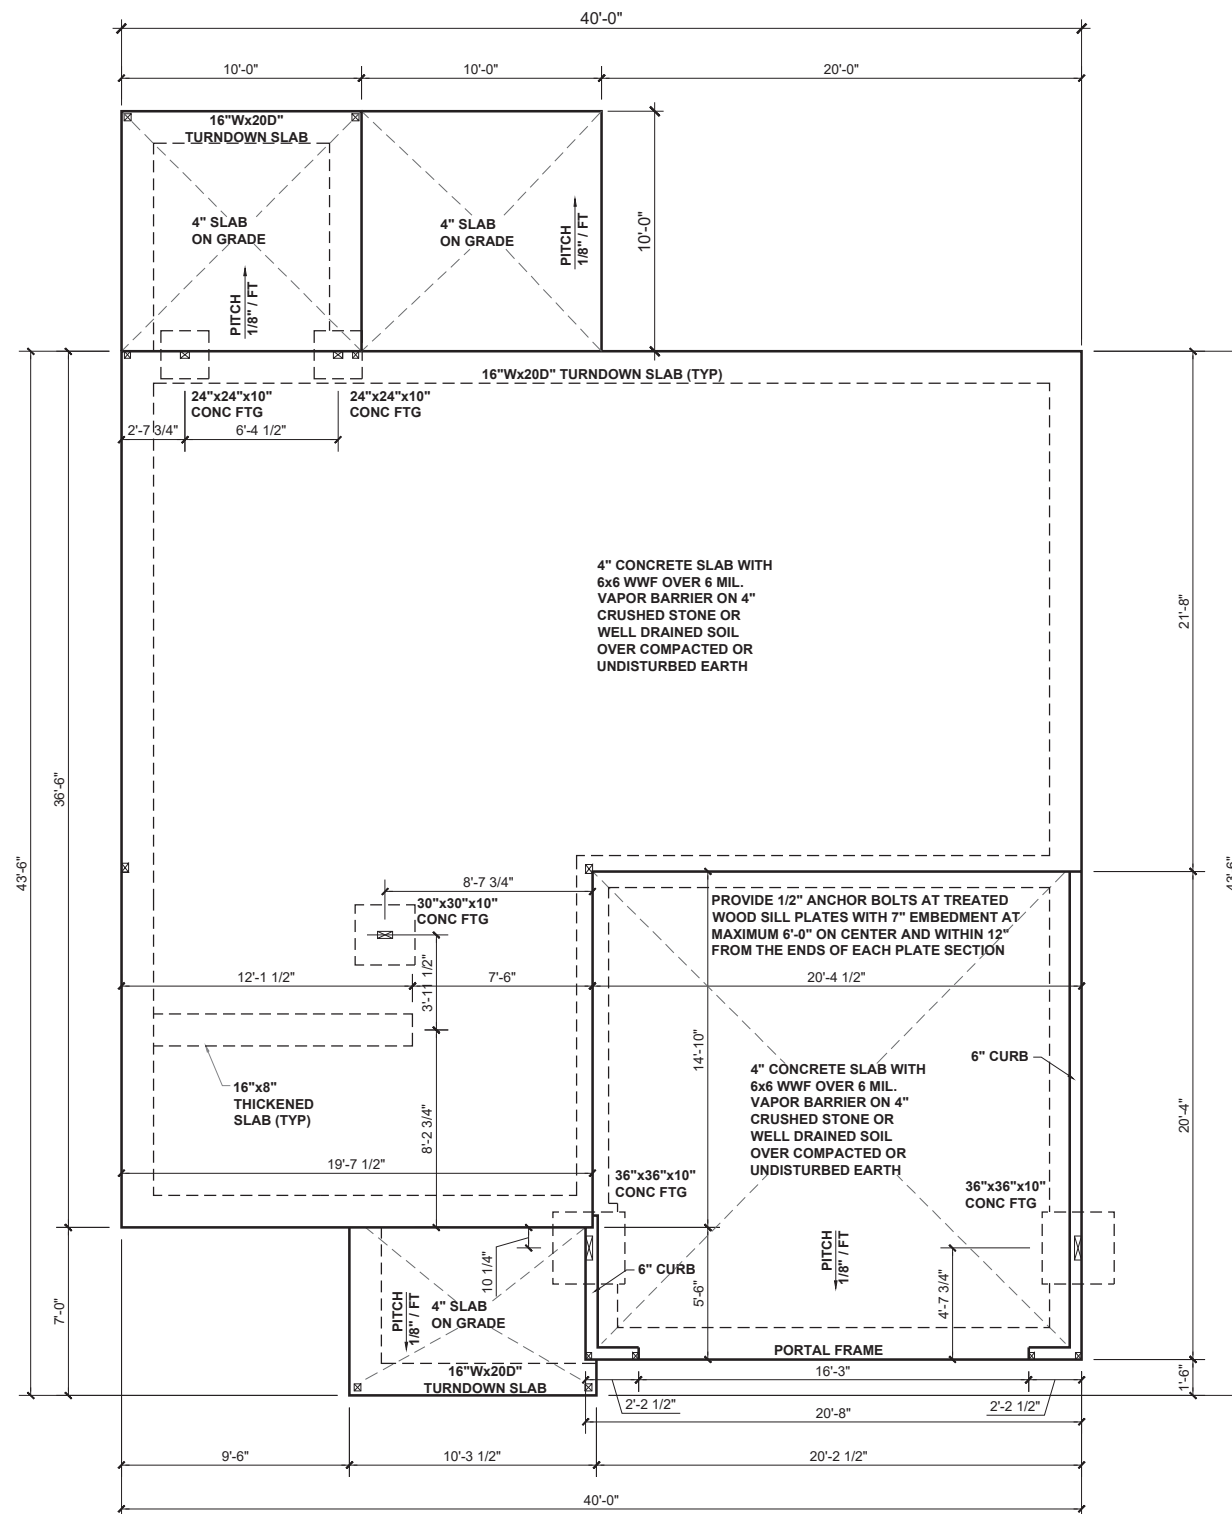 40'-0"
10'-0"
10'-0"
20'-0"
16"Wx20D"
TURNDOWN SLAB
4" SLAB
ON GRADE
PITCH
1/8" / FT
4" SLAB
ON GRADE
PITCH
1/8" / FT
10'-0"
16"Wx20D" TURNDOWN SLAB (TYP)
24"x24"x10"
CONC FTG
24"x24"x10"
CONC FTG
2'-7 3/4"
6'-4 1/2"
4" CONCRETE SLAB WITH
6x6 WWF OVER 6 MIL.
VAPOR BARRIER ON 4"
CRUSHED STONE OR
WELL DRAINED SOIL
OVER COMPACTED OR
UNDISTURBED EARTH
21'-8"
36'-6"
43'-6"
43'-6"
8'-7 3/4"
30"x30"x10"
CONC FTG
PROVIDE 1/2" ANCHOR BOLTS AT TREATED
WOOD SILL PLATES WITH 7" EMBEDMENT AT
MAXIMUM 6'-0" ON CENTER AND WITHIN 12"
FROM THE ENDS OF EACH PLATE SECTION
12'-1 1/2"
3'-11 1/2"
7'-6"
20'-4 1/2"
14'-10"
6" CURB
16"x8"
THICKENED
SLAB (TYP)
4" CONCRETE SLAB WITH
6x6 WWF OVER 6 MIL.
VAPOR BARRIER ON 4"
CRUSHED STONE OR
WELL DRAINED SOIL
OVER COMPACTED OR
UNDISTURBED EARTH
20'-4"
8'-2 3/4"
19'-7 1/2"
36"x36"x10"
CONC FTG
36"x36"x10"
CONC FTG
10 1/4"
6" CURB
PITCH
1/8" / FT
5'-6"
4'-7 3/4"
7'-0"
PITCH
1/8" / FT
4" SLAB
ON GRADE
16"Wx20D"
TURNDOWN SLAB
PORTAL FRAME
16'-3"
1'-6"
2'-2 1/2"
2'-2 1/2"
20'-8"
9'-6"
10'-3 1/2"
20'-2 1/2"
40'-0"